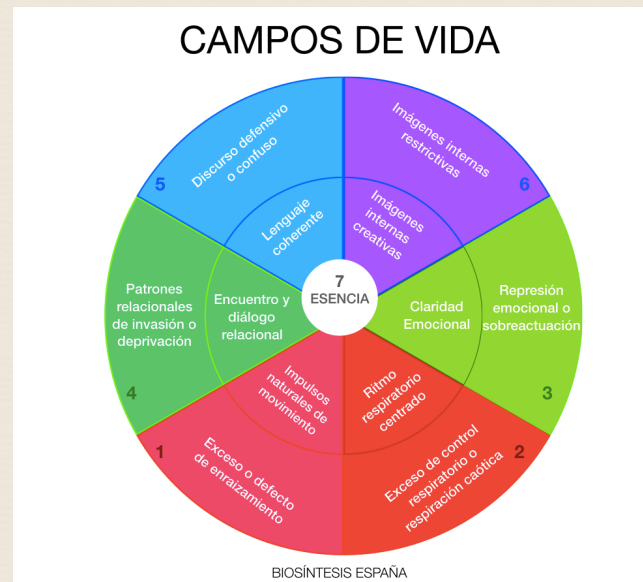 CAMPOS DE VIDA
Discurso defensivo
o confuso
5
Lenguaje
coherente
Imágenes internas
restrictivas
6
Imágenes
internas
creativas
7
ESENCIA
Patrones
relacionales
de invasión o
deprivación
4
Encuentro y
diálogo
relacional
Claridad
Emocional
Represión
emocional o
sobreactuación
3
Impulsos
naturales de
movimiento
1
Exceso o defecto
de enraizamiento
Ritmo
respiratorio
centrado
2
Exceso de control
respiratorio o
respiración caótica
BIOSÍNTESIS ESPAÑA